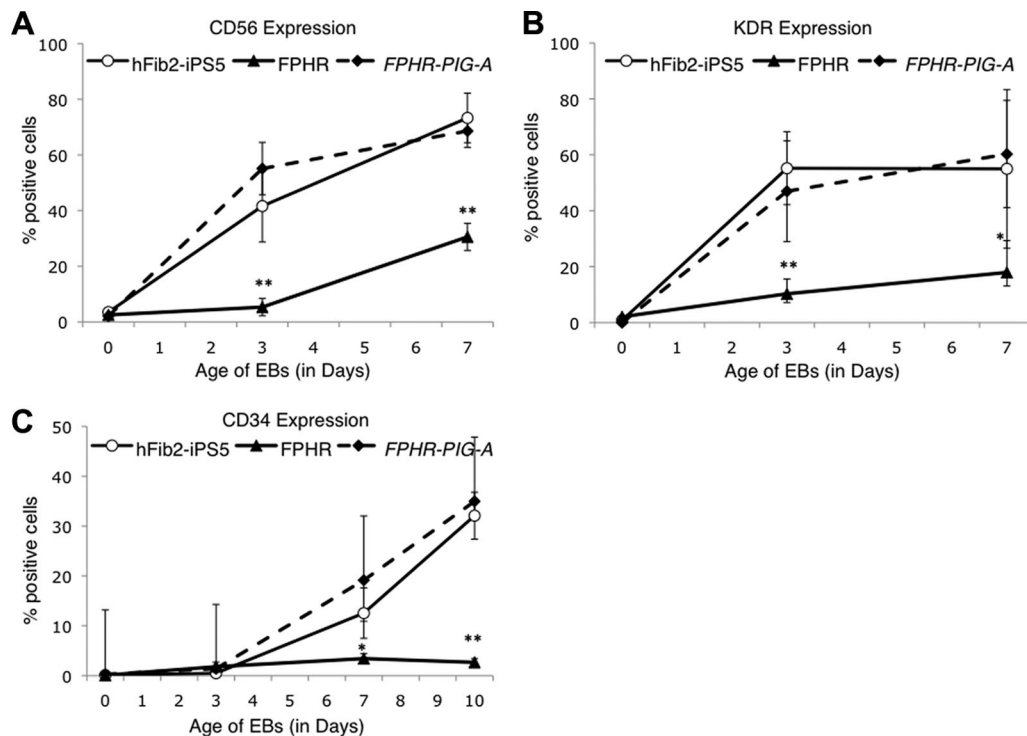 A
CD56 Expression
hFib2-iPS5 FPHR FPHR-PIG-A
% positive cells
100
80
60
40
20
0
** **
0 1 2 3 4 5 6 7
Age of EBs (in Days)
B
KDR Expression
hFib2-iPS5 FPHR FPHR-PIG-A
% positive cells
100
80
60
40
20
0
** *
0 1 2 3 4 5 6 7
Age of EBs (in Days)
C
CD34 Expression
hFib2-iPS5 FPHR FPHR-PIG-A
% positive cells
50
40
30
20
10
0
* **
0 1 2 3 4 5 6 7 8 9 10
Age of EBs (in Days)